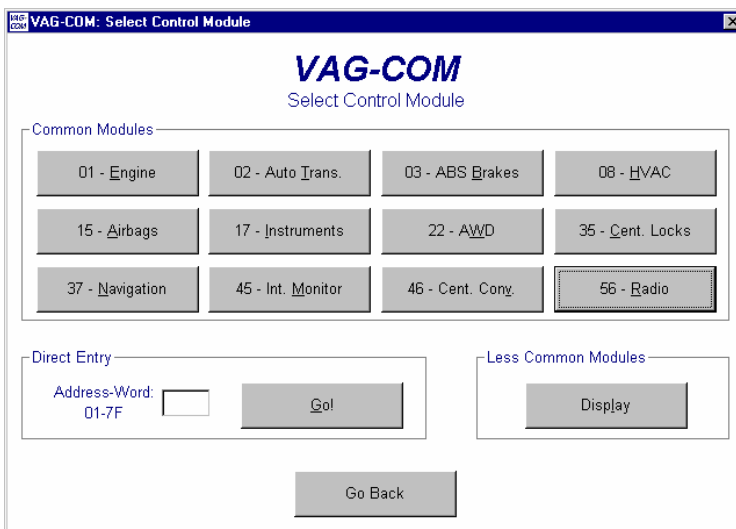 VAG-COM VAG-COM: Select Control Module
VAG-COM
Select Control Module
Common Modules
01 - Engine 02 - Auto Trans. 03 - ABS Brakes 08 - HVAC
15 - Airbags 17 - Instruments 22 - AWD 35 - Cent. Locks
37 - Navigation 45 - Int. Monitor 46 - Cent. Conv. 56 - Radio
Direct Entry Less Common Modules
Address-Word:
01-7F
Go! Display
Go Back